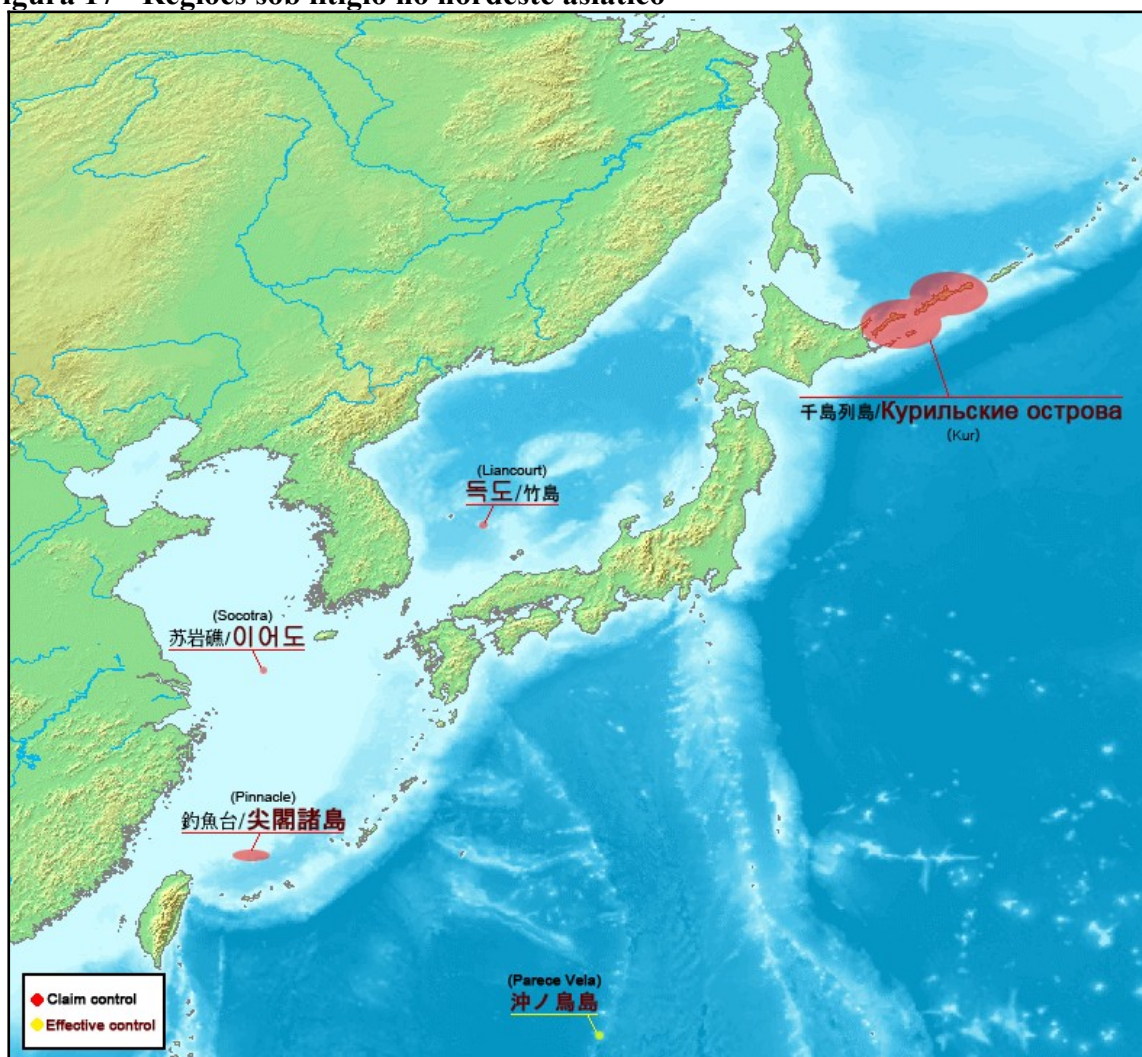 Figura 17 - Regiões sob litígio no nordeste asiático
千島列島/Курильские острова
(Kur)
(Liancourt)
독도/竹島
(Socotra)
苏岩礁/이어도
(Pinnacle)
釣魚台/尖閣諸島
(Parece Vela)
沖ノ鳥島
Claim control
Effective control